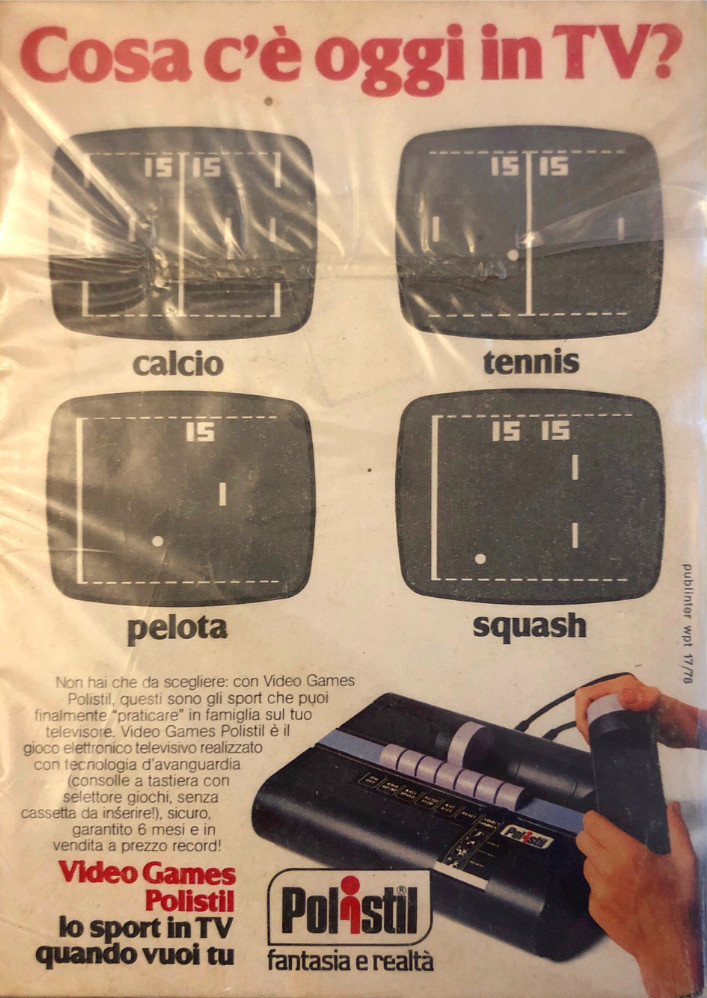 Cosa c'è oggi in TV?
15 15
calcio
15 15
tennis
15
pelota
15 15
squash
publinter wpt 17/78
Non hai che da scegliere: con Video Games
Polistil, questi sono gli sport che puoi
finalmente "praticare" in famiglia sul tuo
televisore. Video Games Polistil è il
gioco elettronico televisivo realizzato
con tecnologia d'avanguardia
(consolle a tastiera con
selettore giochi, senza
cassetta da inserire!), sicuro,
garantito 6 mesi e in
vendita a prezzo record!
Video Games
Polistil
lo sport in TV
quando vuoi tu
Polistil®
fantasia e realtà
Polistil